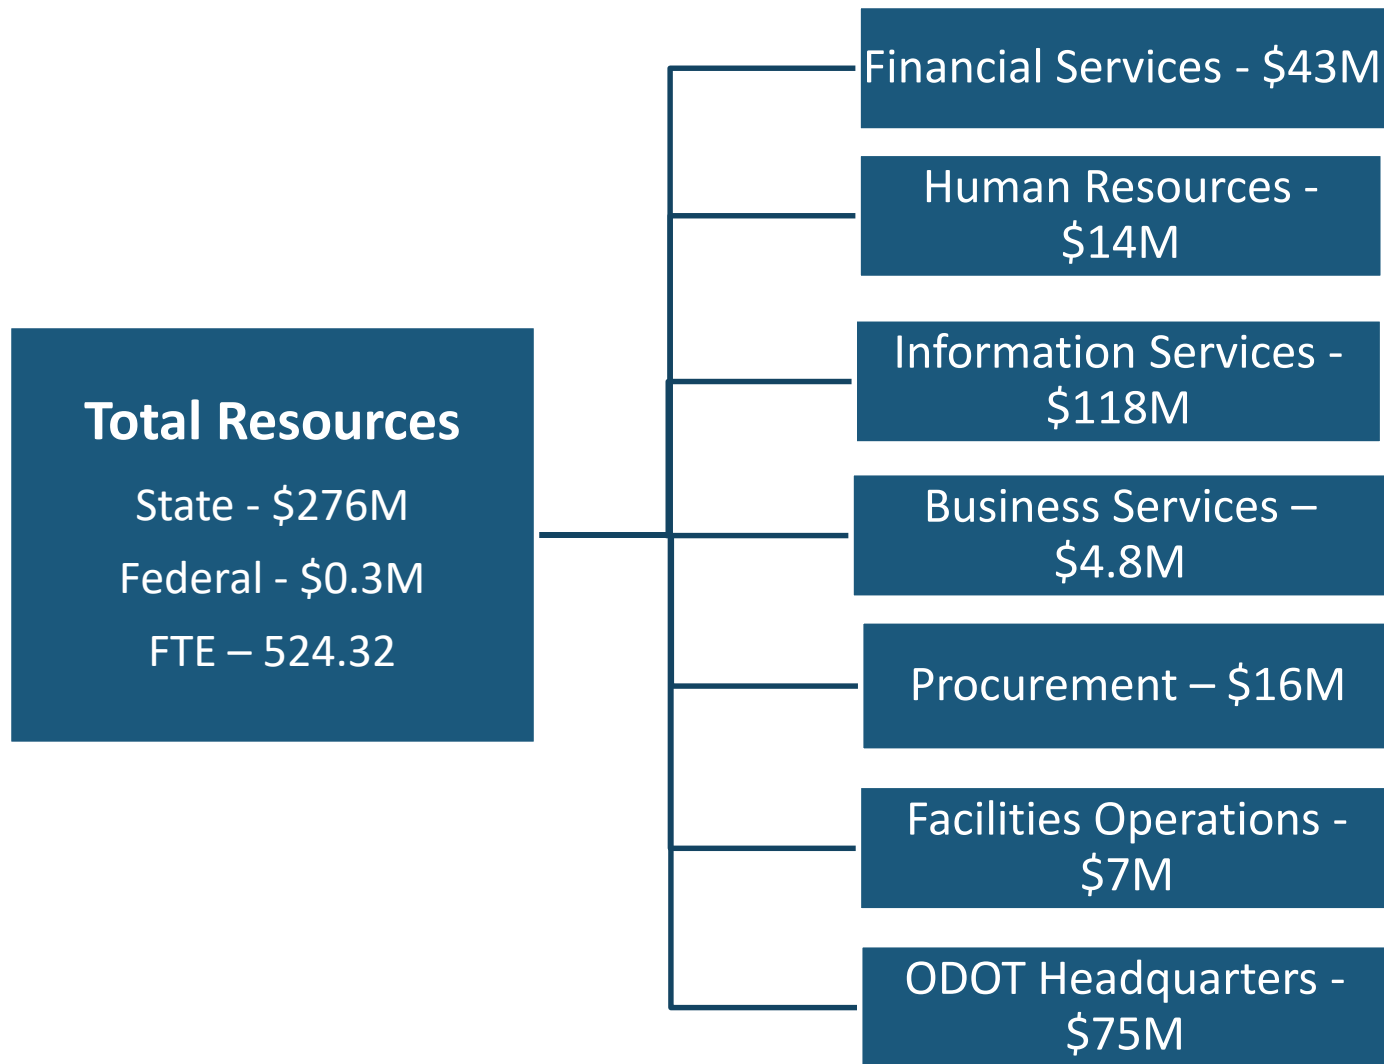 Financial Services - $43M
Human Resources -
$14M
Information Services -
$118M
Total Resources
State - $276M
Federal - $0.3M
FTE – 524.32
Business Services –
$4.8M
Procurement – $16M
Facilities Operations -
$7M
ODOT Headquarters -
$75M